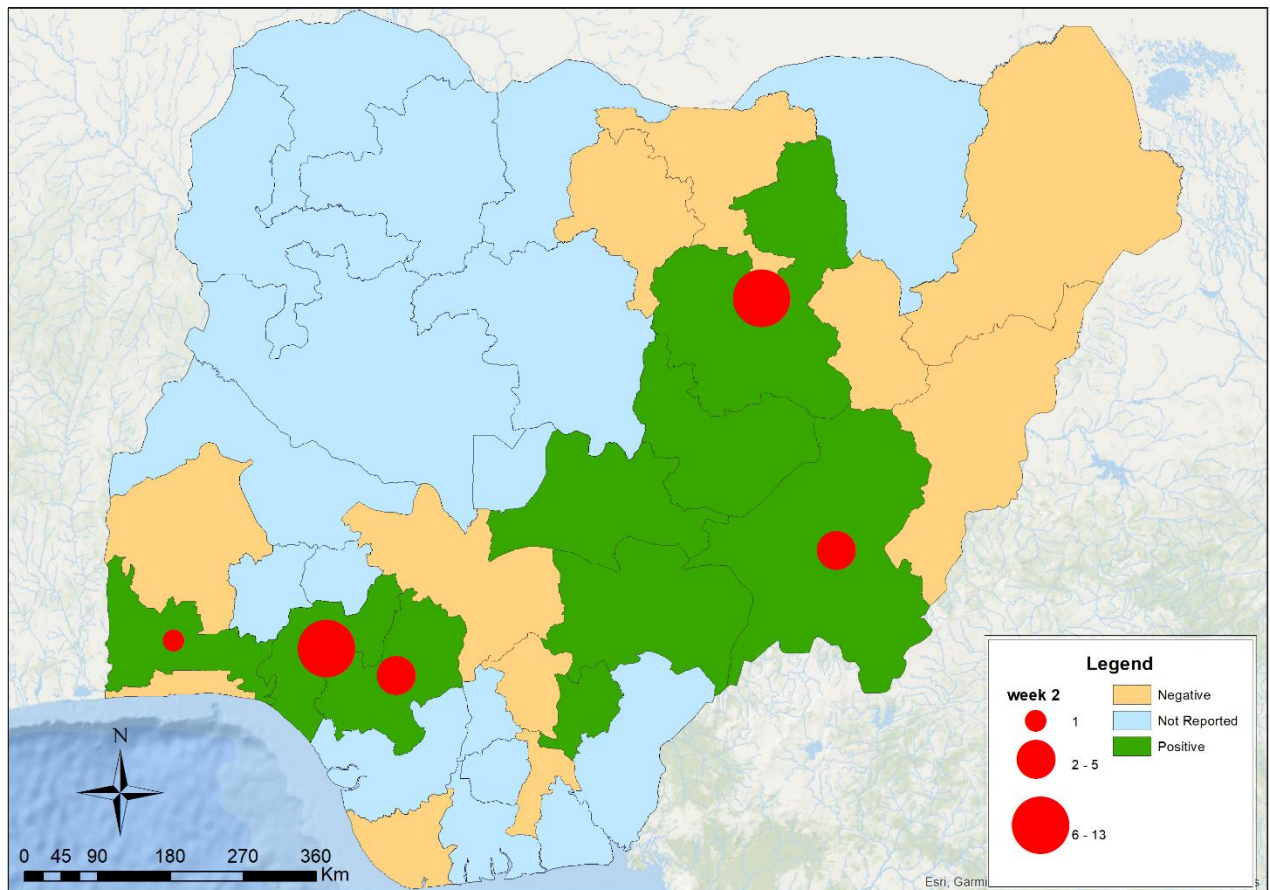 Legend
week 2
1
2 - 5
6 - 13
Negative
Not Reported
Positive
N
0 45 90 180 270 360
Km
Esri, Garmi
s